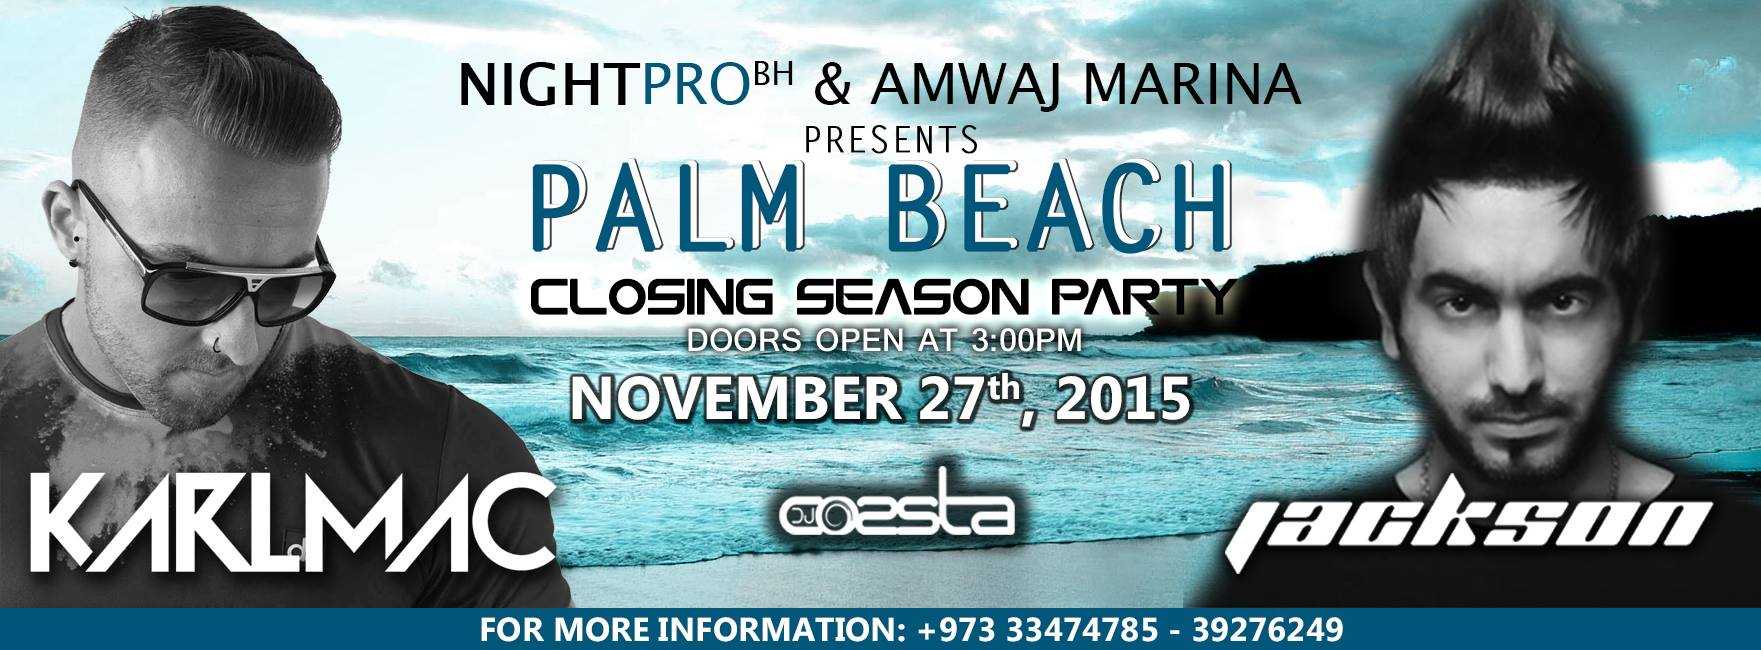 NIGHTPROᴮᴴ & AMWAJ MARINA
PRESENTS
PALM BEACH
CLOSING SEASON PARTY
DOORS OPEN AT 3:00PM
NOVEMBER 27th, 2015
KARLMAC
DJ COESTA
JACKSON
FOR MORE INFORMATION: +973 33474785 - 39276249